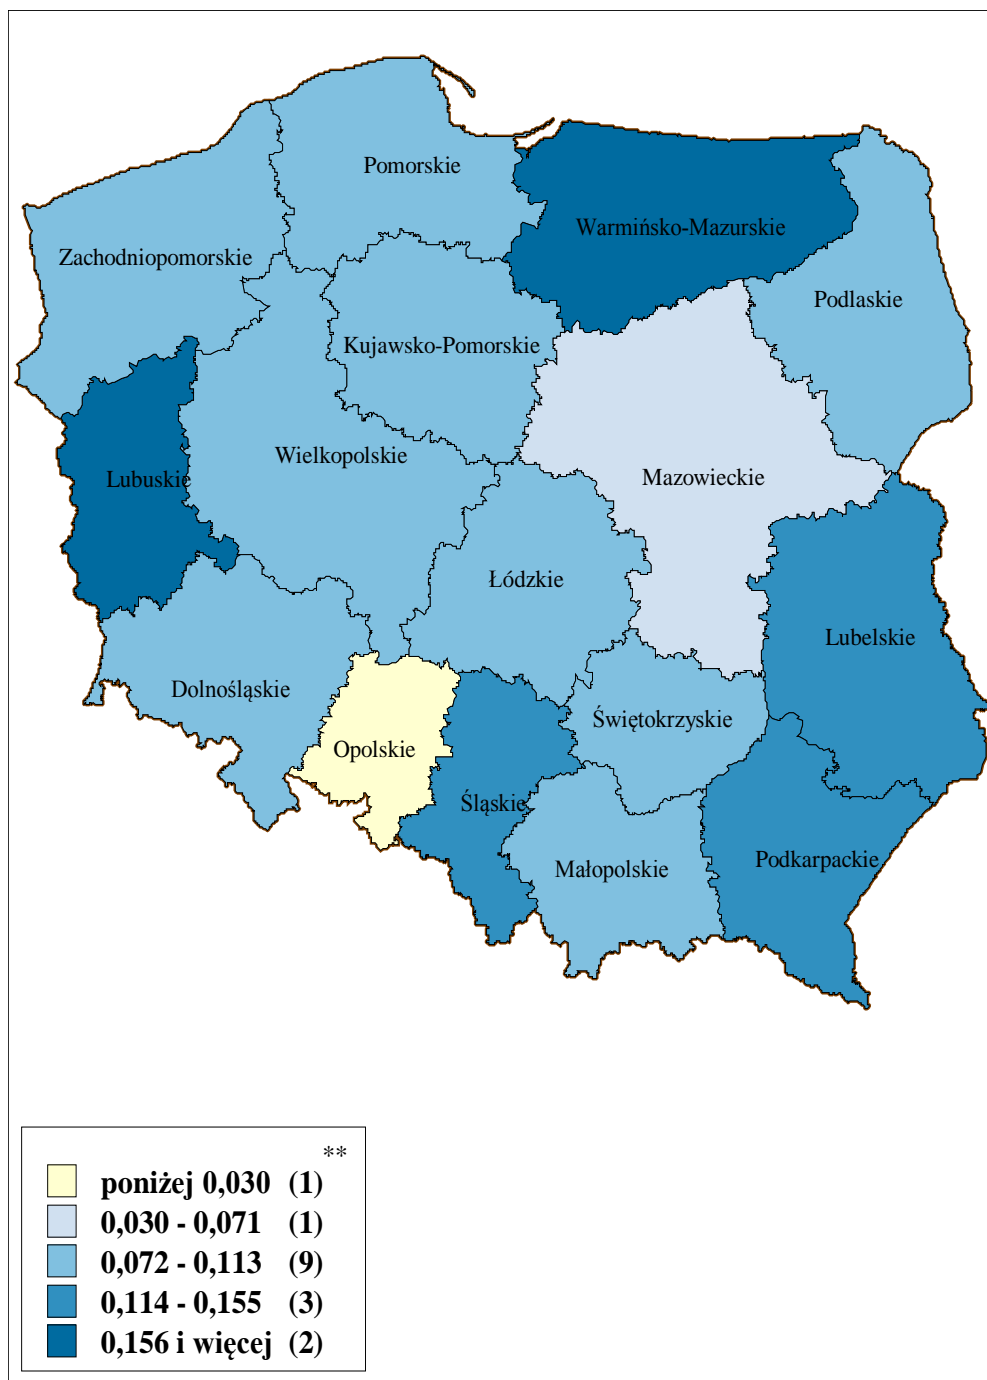 Pomorskie
Warmińsko-Mazurskie
Zachodniopomorskie
Podlaskie
Kujawsko-Pomorskie
Wielkopolskie
Mazowieckie
Lubuskie
Łódzkie
Lubelskie
Dolnośląskie
Świętokrzyskie
Opolskie
Śląskie
Podkarpackie
Małopolskie
**
poniżej 0,030 (1)
0,030 - 0,071 (1)
0,072 - 0,113 (9)
0,114 - 0,155 (3)
0,156 i więcej (2)